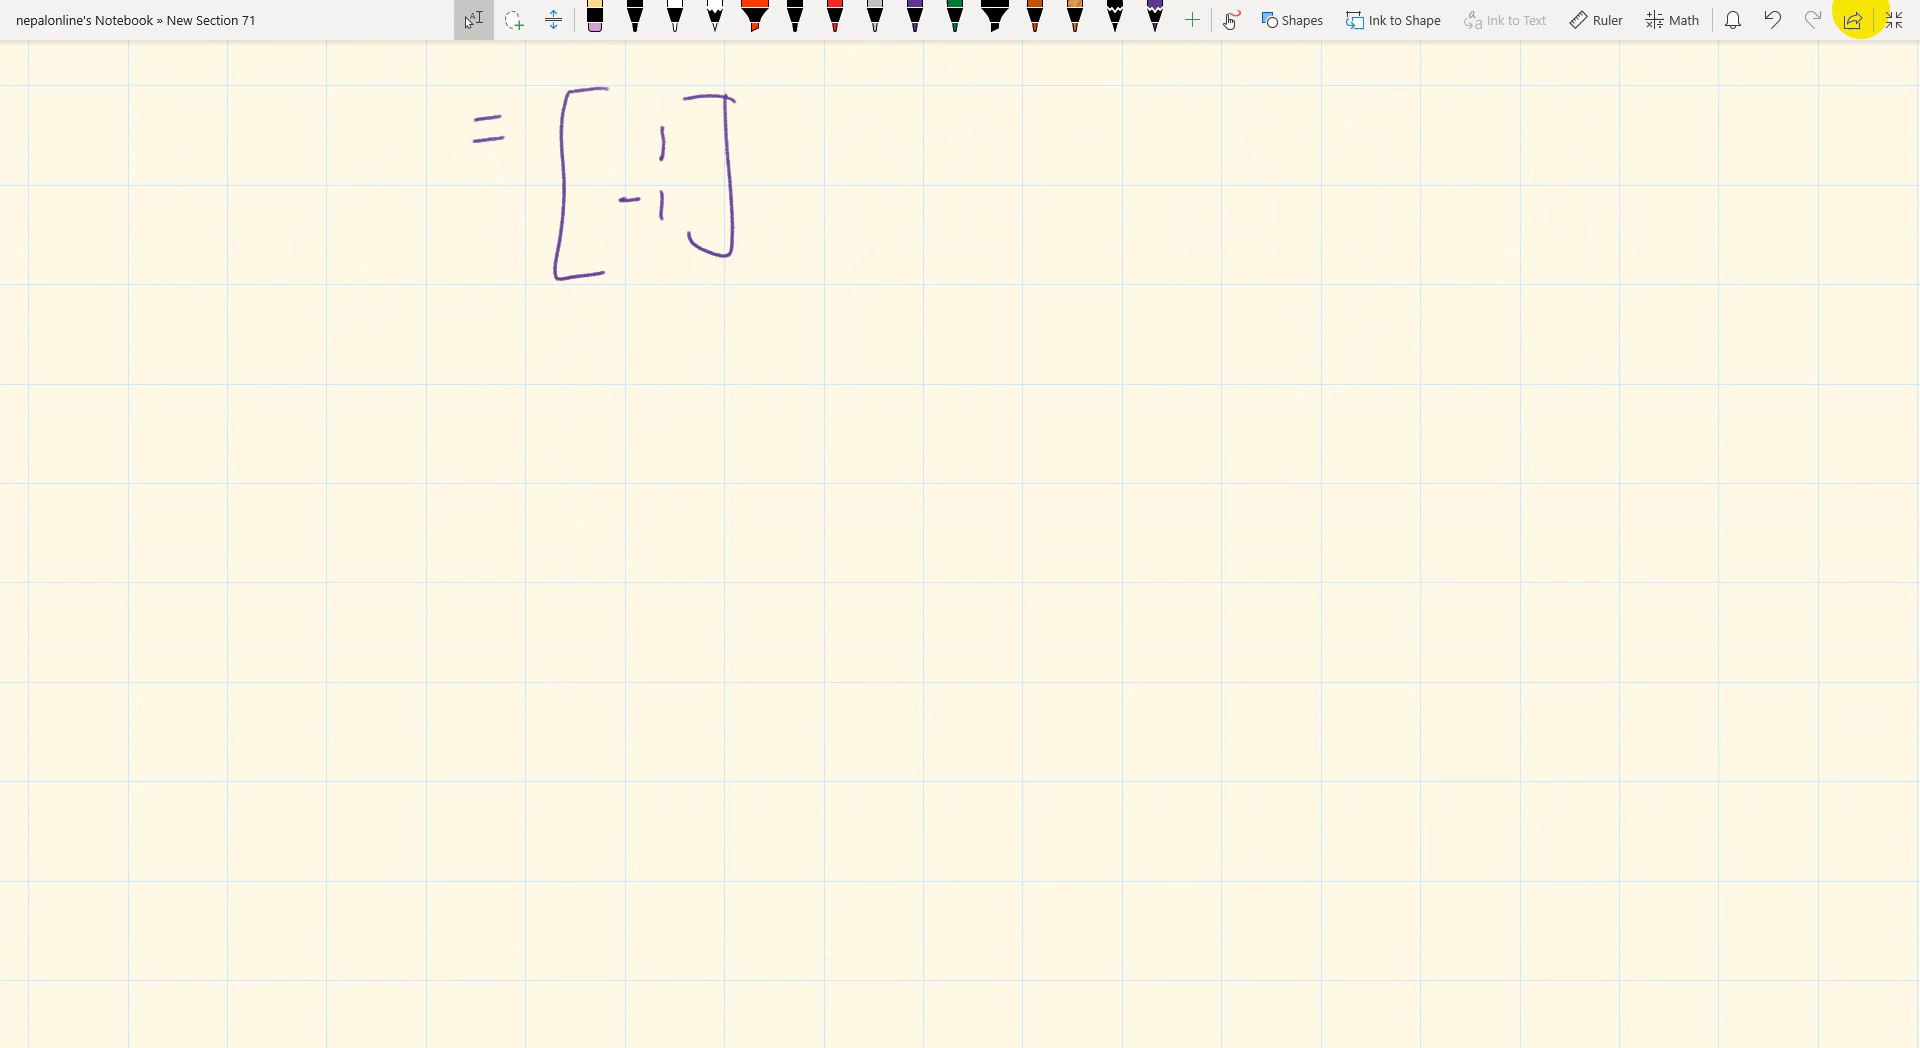 nepalonline's Notebook » New Section 71 Shapes Ink to Shape Ink to Text Ruler Math
= [ 1
-1 ]